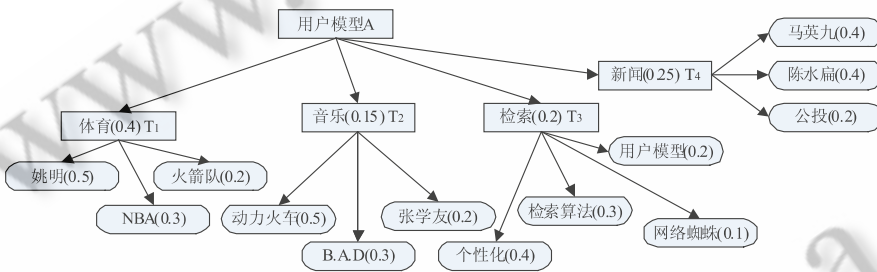 用户模型A
马英九(0.4)
新闻(0.25) T4
陈水扁(0.4)
公投(0.2)
体育(0.4) T1
音乐(0.15) T2
检索(0.2) T3
用户模型(0.2)
姚明(0.5)
火箭队(0.2)
NBA(0.3)
动力火车(0.5)
张学友(0.2)
检索算法(0.3)
网络蜘蛛(0.1)
B.A.D(0.3)
个性化(0.4)
www.
a